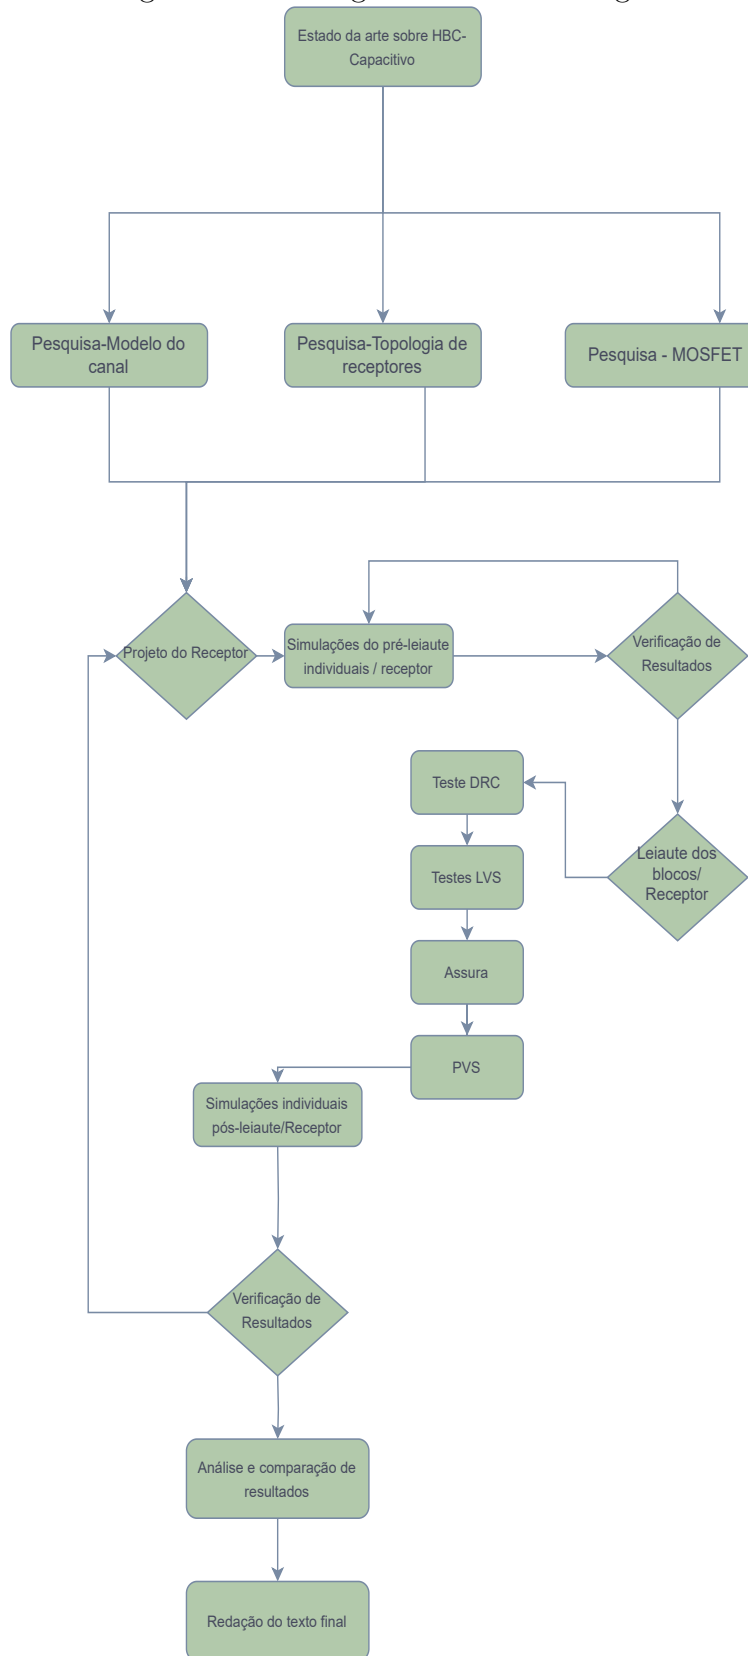 Estado da arte sobre HBC-
Capacitivo
Pesquisa-Modelo do
canal
Pesquisa-Topologia de
receptores
Pesquisa - MOSFET
Projeto do Receptor
Simulações do pré-leiaute
individuais / receptor
Verificação de
Resultados
Teste DRC
Leiaute dos
blocos/
Receptor
Testes LVS
Assura
PVS
Simulações individuais
pós-leiaute/Receptor
Verificação de
Resultados
Análise e comparação de
resultados
Redação do texto final